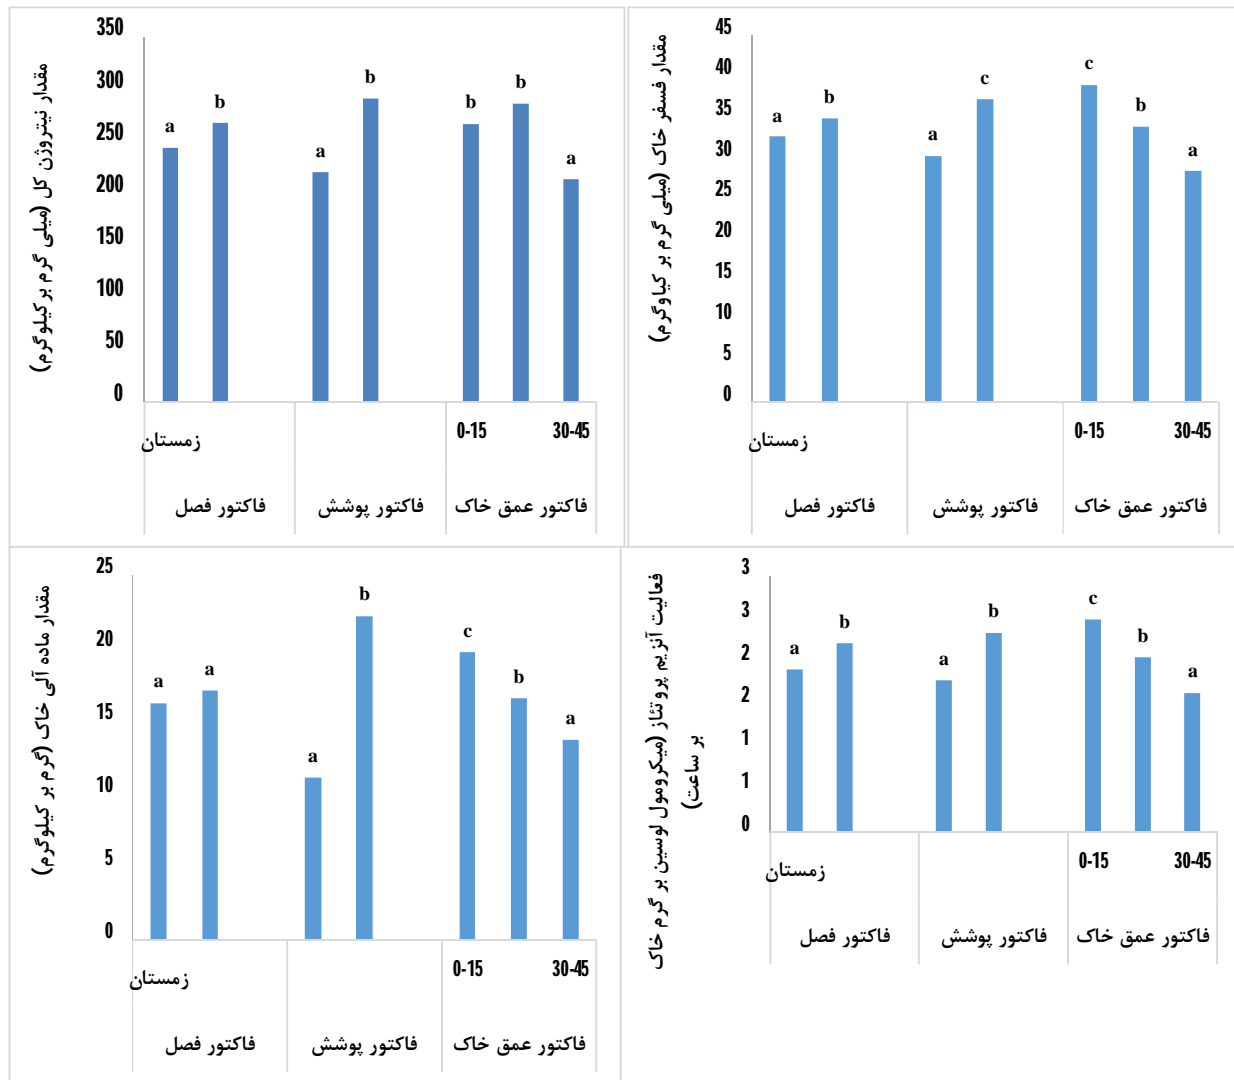 مقدار نیتروژن کل (میلی گرم برکیلوگرم)
350
300
250
200
150
100
50
0
a
b
a
b
b
b
a
زمستان
0-15
30-45
فاکتور فصل
فاکتور پوشش
فاکتور عمق خاک
مقدار فسفر خاک (میلی گرم بر کیاوگرم)
45
40
35
30
25
20
15
10
5
0
a
b
a
c
c
b
a
زمستان
0-15
30-45
فاکتور فصل
فاکتور پوشش
فاکتور عمق خاک
مقدار ماده آلی خاک (گرم بر کیلوگرم)
25
20
15
10
5
0
a
a
a
b
c
b
a
زمستان
0-15
30-45
فاکتور فصل
فاکتور پوشش
فاکتور عمق خاک
فعالیت آنزیم پروتئاز (میکرومول لوسین بر گرم خاک
بر ساعت)
3
3
2
2
1
1
0
a
b
a
b
c
b
a
زمستان
0-15
30-45
فاکتور فصل
فاکتور پوشش
فاکتور عمق خاک